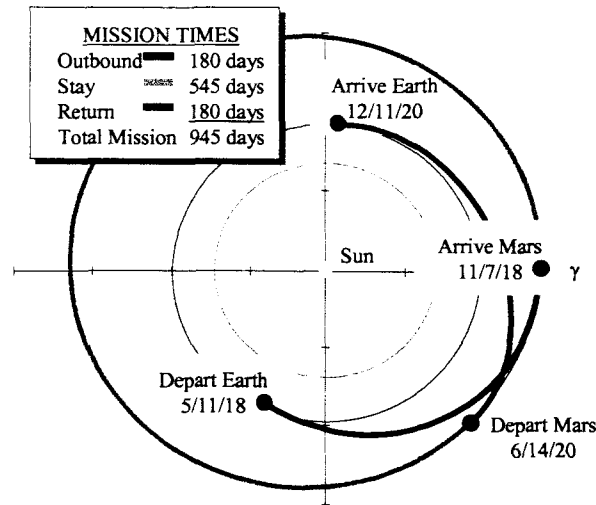 MISSION TIMES
Outbound 180 days
Stay 545 days
Return 180 days
Total Mission 945 days
Arrive Earth
12/11/20
Sun
Arrive Mars
11/7/18
γ
Depart Earth
5/11/18
Depart Mars
6/14/20